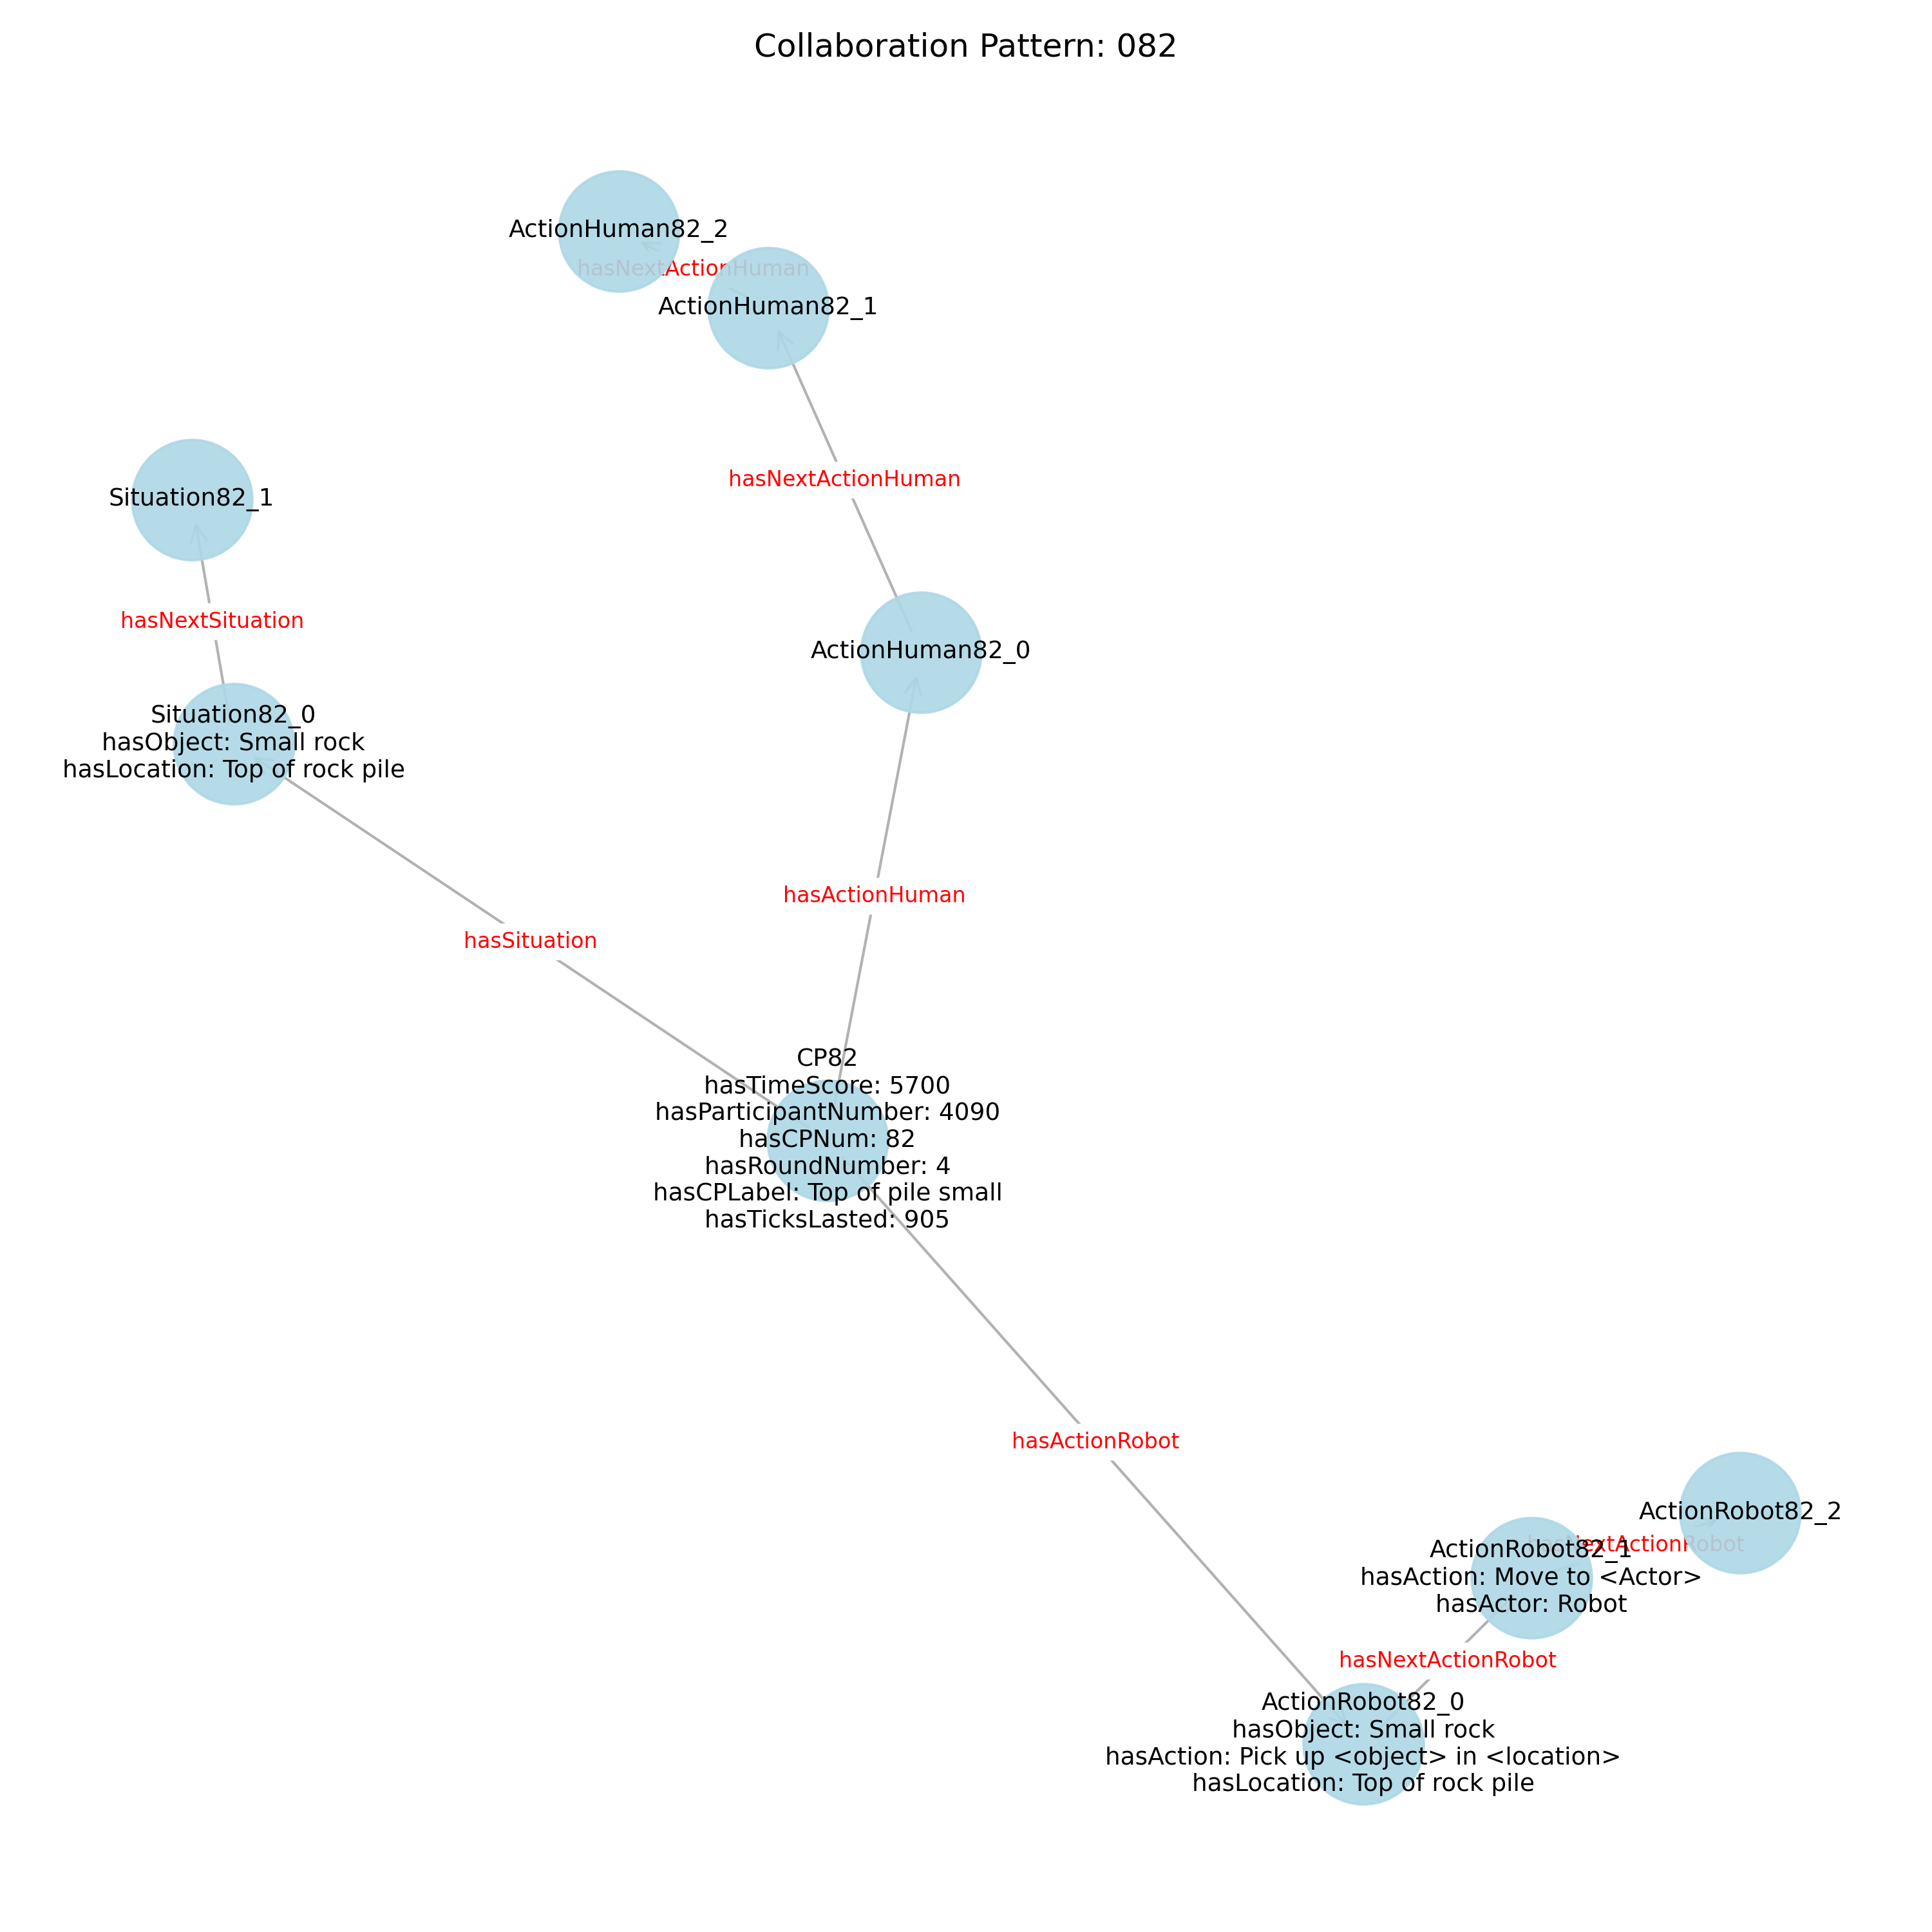 Collaboration Pattern: 082
ActionHuman82_2
hasNextActionHuman
ActionHuman82_1
hasNextActionHuman
Situation82_1
hasNextSituation
ActionHuman82_0
Situation82_0
hasObject: Small rock
hasLocation: Top of rock pile
hasActionHuman
hasSituation
CP82
hasTimeScore: 5700
hasParticipantNumber: 4090
hasCPNum: 82
hasRoundNumber: 4
hasCPLabel: Top of pile small
hasTicksLasted: 905
hasActionRobot
ActionRobot82_2
hasNextActionRobot
ActionRobot82_1
hasAction: Move to <Actor>
hasActor: Robot
hasNextActionRobot
ActionRobot82_0
hasObject: Small rock
hasAction: Pick up <object> in <location>
hasLocation: Top of rock pile